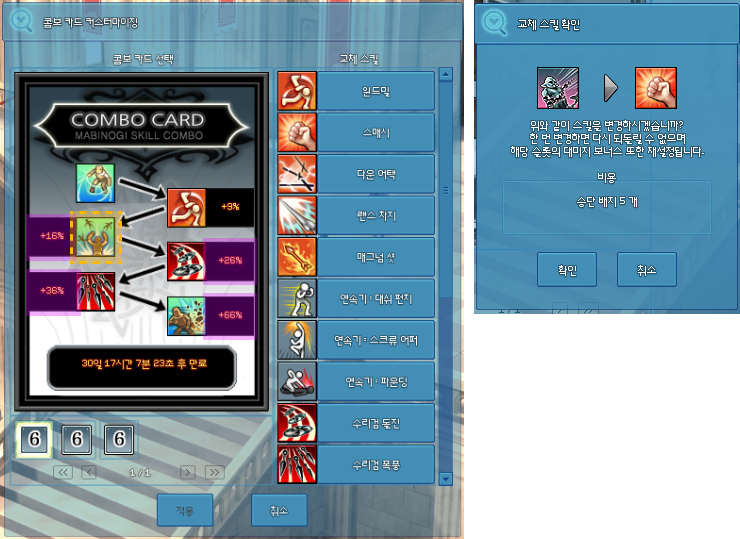 콤보 카드 커스터마이징
콤보 카드 선택
교체 스킬
COMBO CARD
MABINOGI SKILL COMBO
+9%
+16%
+26%
+36%
+66%
30일 17시간 7분 23초 후 만료
6
6
6
1 / 1
윈드밀
스매시
다운 어택
랜스 차지
매그넘 샷
연속기 : 대쉬 펀치
연속기 : 스크류 어퍼
연속기 : 파운딩
수리검 돌진
수리검 폭풍
적용
취소
교체 스킬 확인
위와 같이 스킬을 변경하시겠습니까?
한 번 변경하면 다시 되돌릴 수 없으며
해당 슬롯의 대미지 보너스 또한 재설정됩니다.
비용
승단 배지 5 개
확인
취소